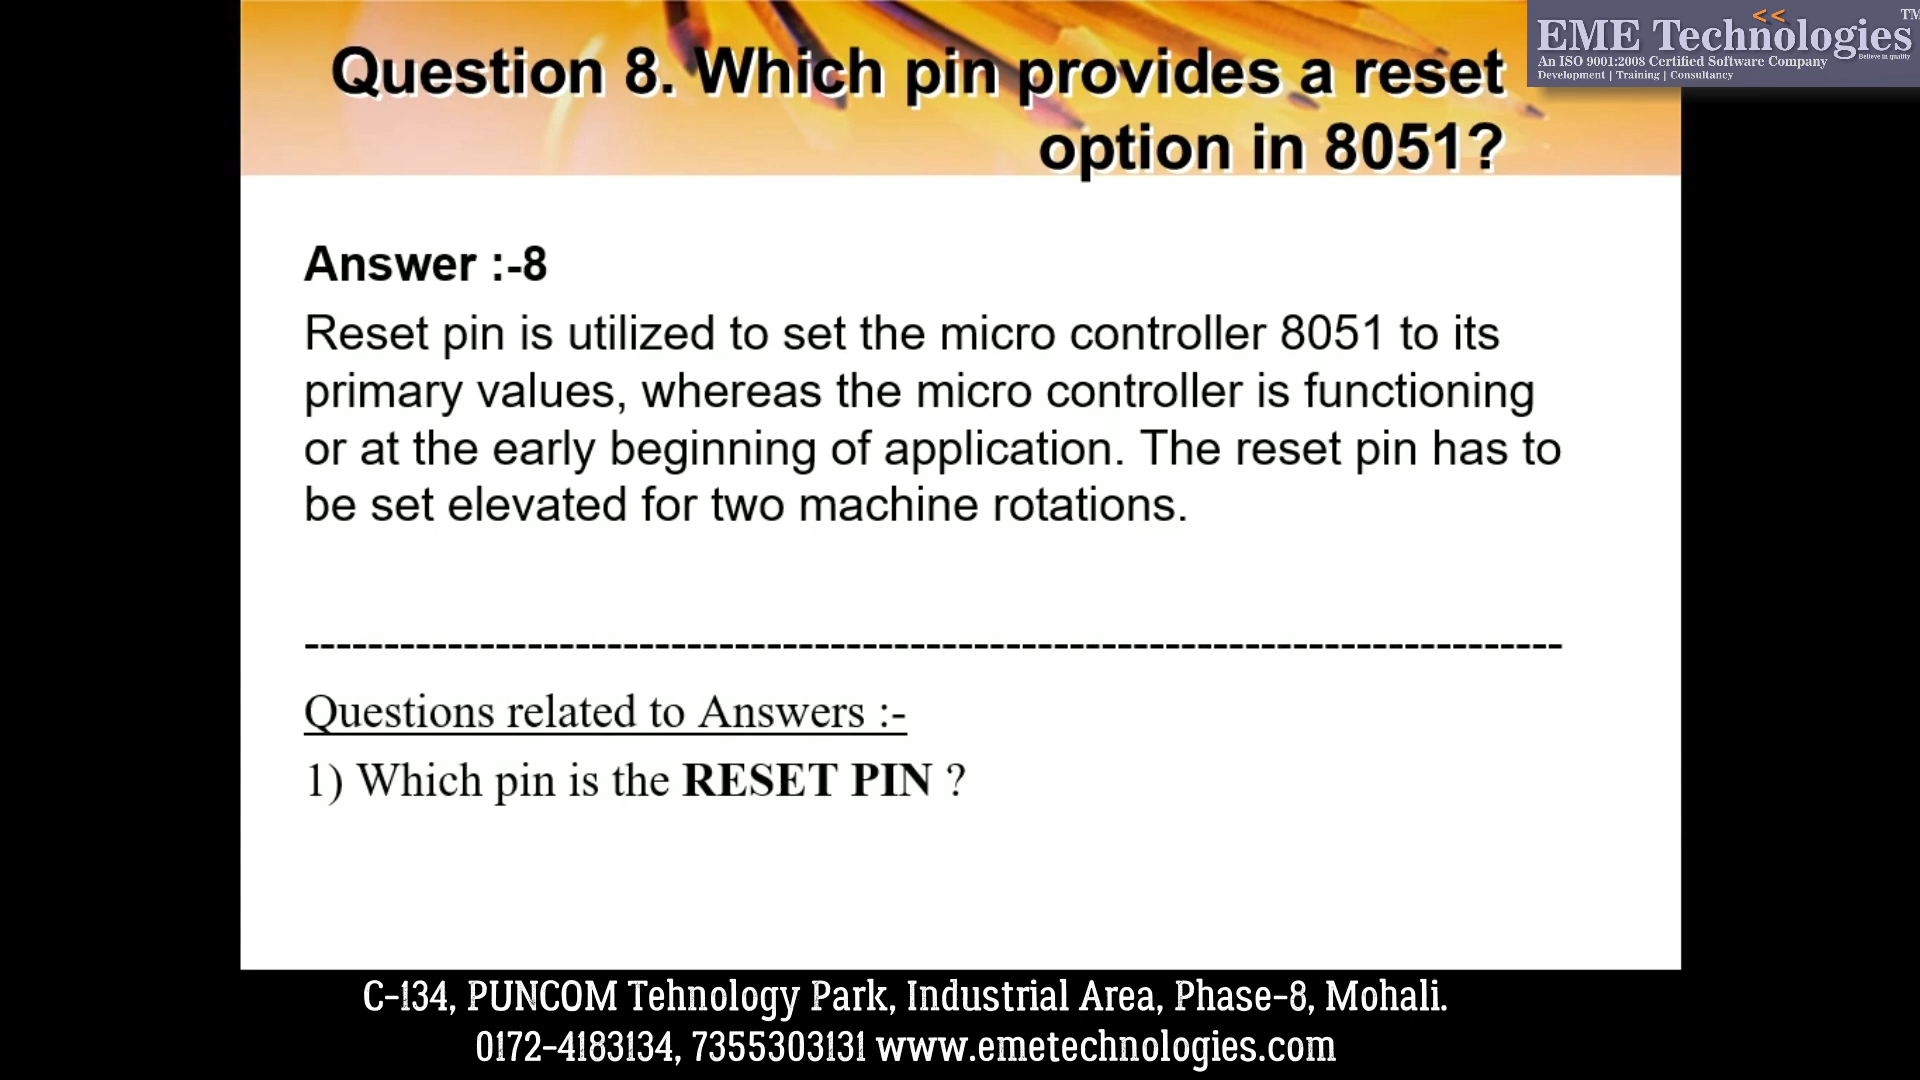 Question 8. Which pin provides a reset
option in 8051?
<<
TM
EME Technologies
Believe in quality
An ISO 9001:2008 Certified Software Company
Development | Training | Consultancy
Answer :-8
Reset pin is utilized to set the micro controller 8051 to its
primary values, whereas the micro controller is functioning
or at the early beginning of application. The reset pin has to
be set elevated for two machine rotations.
-------------------------------------------------------------------------------
Questions related to Answers :-
1) Which pin is the RESET PIN ?
C-134, PUNCOM Tehnology Park, Industrial Area, Phase-8, Mohali.
0172-4183134, 7355303131 www.emetechnologies.com